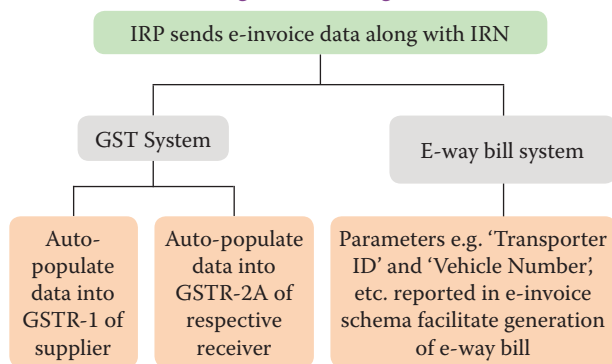 IRP sends e-invoice data along with IRN
GST System
E-way bill system
Auto-
populate
data into
GSTR-1 of
supplier
Auto-populate
data into
GSTR-2A of
respective
receiver
Parameters e.g. ‘Transporter
ID’ and ‘Vehicle Number’,
etc. reported in e-invoice
schema facilitate generation
of e-way bill